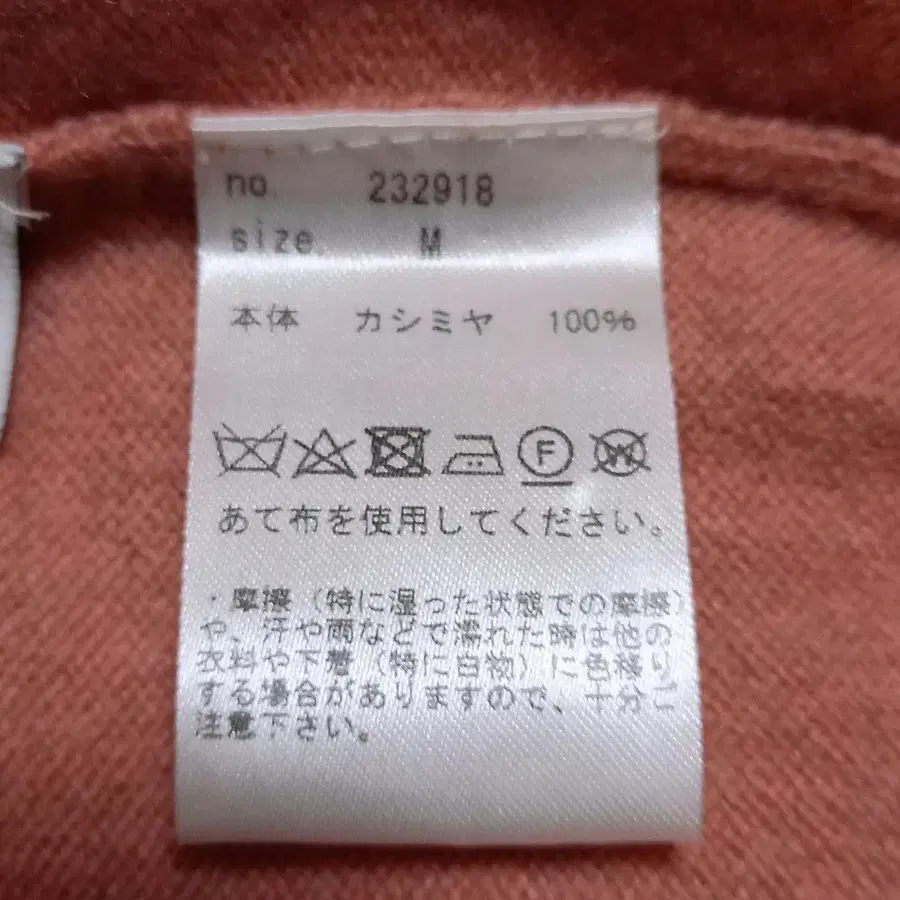 no. 232918
size. M
本体 カシミヤ 100%
F W
あて布を使用してください。
・摩擦(特に湿った状態での摩擦)
や、汗や雨などで濡れた時は他の
衣料や下着(特に白物)に色移り
する場合がありますので、十分ご
注意下さい。